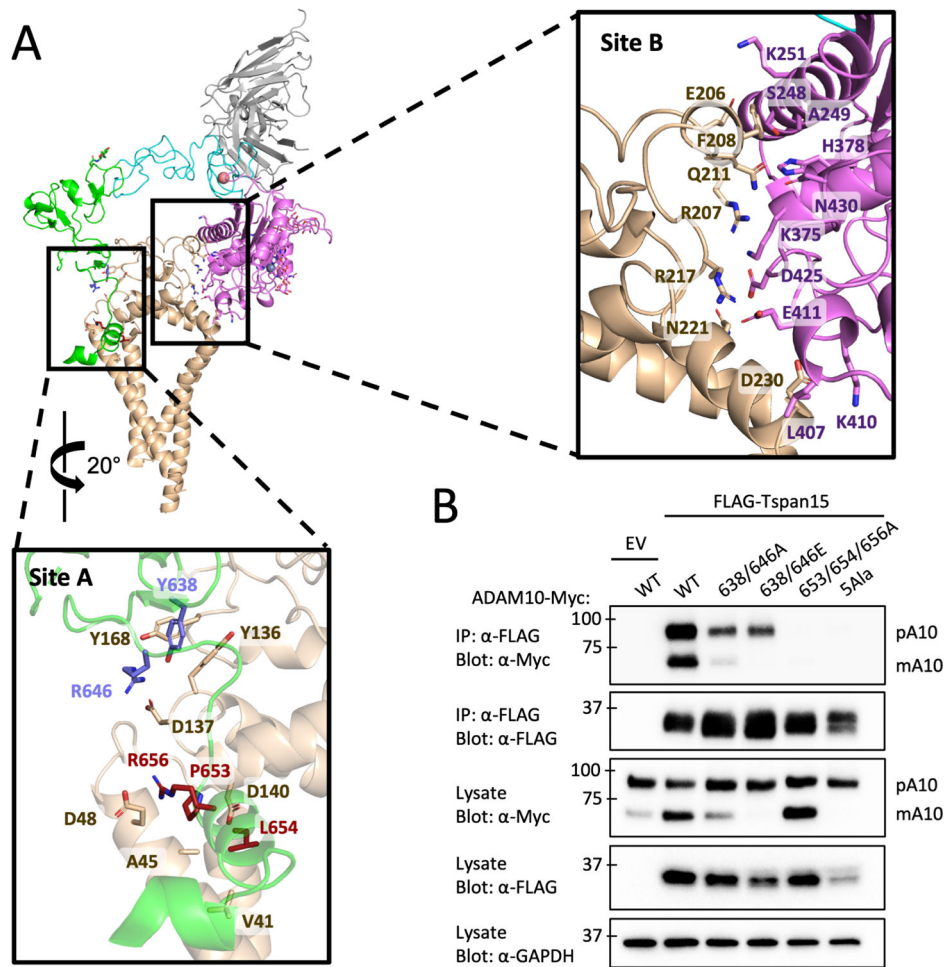 A
20°
Site B
K251
E206
S248
A249
F208
H378
Q211
N430
R207
K375
R217
D425
E411
N221
D230
K410
L407
Site A
Y638
Y168
Y136
R646
D137
R656
P653
D140
D48
L654
A45
V41
B
FLAG-Tspan15
EV
ADAM10-Myc: WT WT 638/646A 638/646E 653/654/656A 5Ala
IP: α-FLAG
Blot: α-Myc
100
75
pA10
mA10
IP: α-FLAG
Blot: α-FLAG
37
Lysate
Blot: α-Myc
100
75
pA10
mA10
Lysate
Blot: α-FLAG
37
Lysate
Blot: α-GAPDH
37